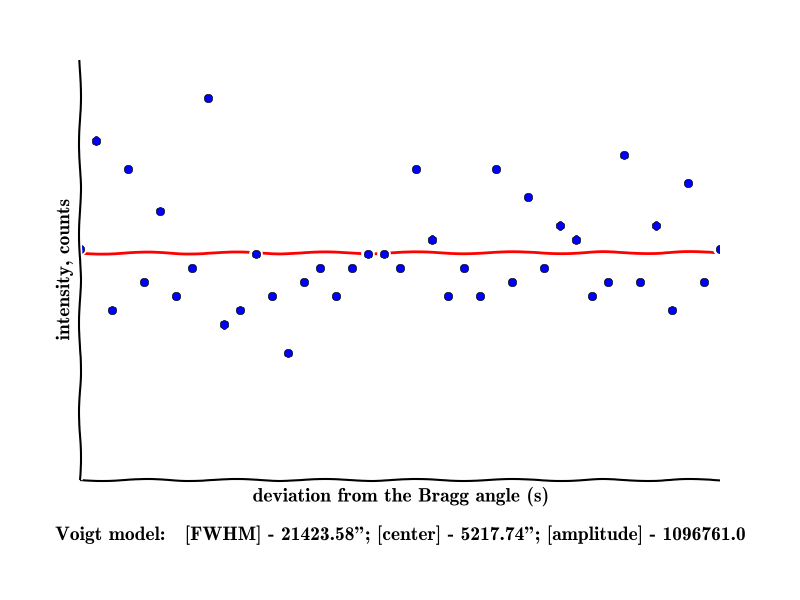 intensity, counts
deviation from the Bragg angle (s)
Voigt model: [FWHM] - 21423.58”; [center] - 5217.74”; [amplitude] - 1096761.0